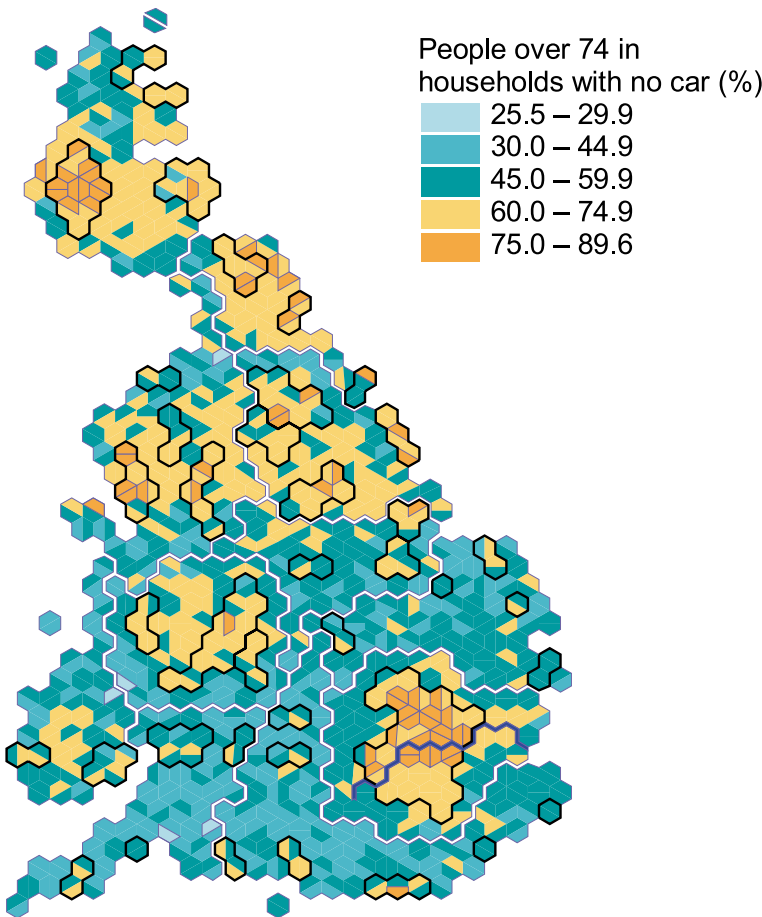 People over 74 in
households with no car (%)
25.5 – 29.9
30.0 – 44.9
45.0 – 59.9
60.0 – 74.9
75.0 – 89.6